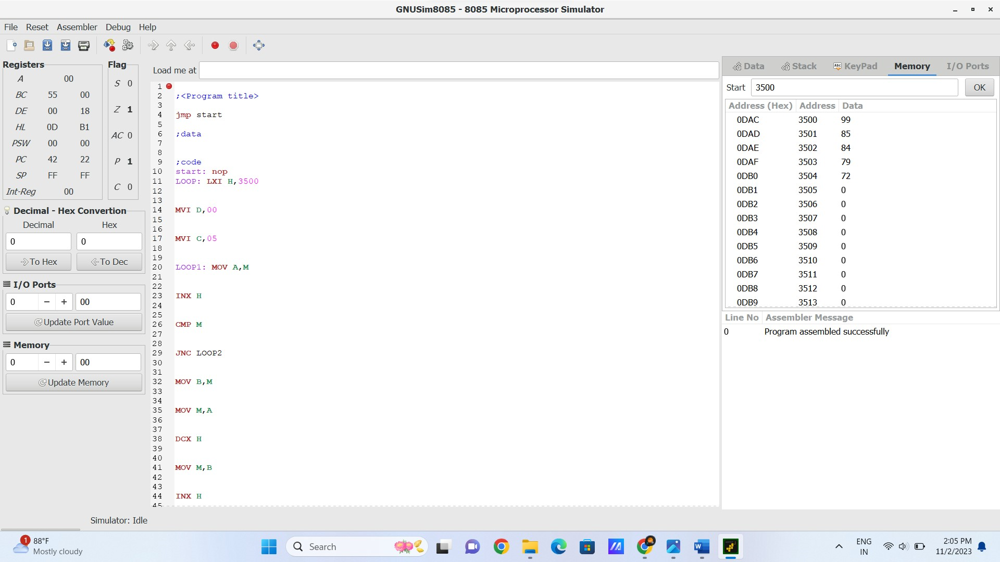 GNUSim8085 - 8085 Microprocessor Simulator
File Reset Assembler Debug Help
Registers
A 00
BC 55 00
DE 00 18
HL 0D B1
PSW 00 00
PC 42 22
SP FF FF
Int-Reg 00
Flag
S 0
Z 1
AC 0
P 1
C 0
Decimal - Hex Convertion
Decimal Hex
0 0
To Hex To Dec
I/O Ports
0 − + 00
Update Port Value
Memory
0 − + 00
Update Memory
Load me at
1
2 ;<Program title>
3
4 jmp start
5
6 ;data
7
8
9 ;code
10 start: nop
11 LOOP: LXI H,3500
12
13
14 MVI D,00
15
16
17 MVI C,05
18
19
20 LOOP1: MOV A,M
21
22
23 INX H
24
25
26 CMP M
27
28
29 JNC LOOP2
30
31
32 MOV B,M
33
34
35 MOV M,A
36
37
38 DCX H
39
40
41 MOV M,B
42
43
44 INX H
45
Data Stack Abc KeyPad Memory I/O Ports
Start 3500 OK
Address (Hex) Address Data
0DAC 3500 99
0DAD 3501 85
0DAE 3502 84
0DAF 3503 79
0DB0 3504 72
0DB1 3505 0
0DB2 3506 0
0DB3 3507 0
0DB4 3508 0
0DB5 3509 0
0DB6 3510 0
0DB7 3511 0
0DB8 3512 0
0DB9 3513 0
Line No Assembler Message
0 Program assembled successfully
Simulator: Idle
1
88°F
Mostly cloudy
Search
ENG
IN
2:05 PM
11/2/2023